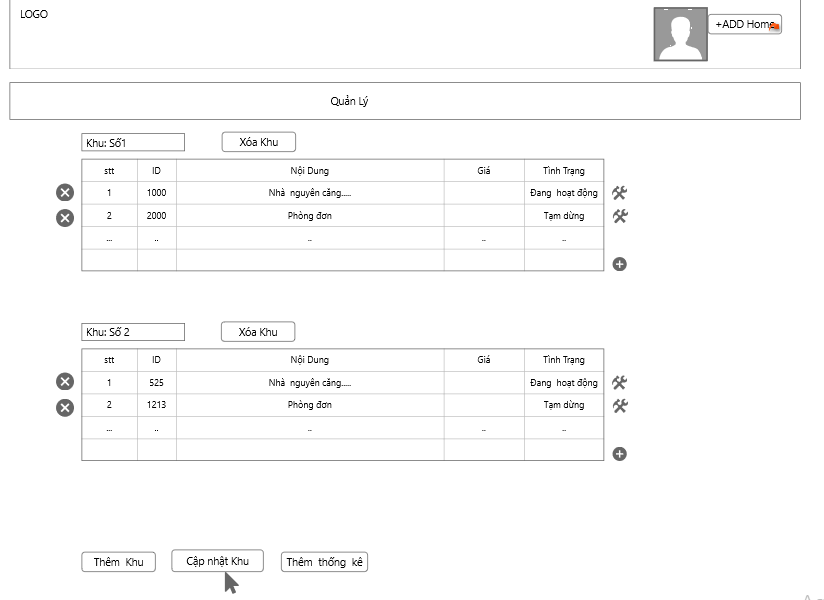 LOGO
+ADD Home
Quản Lý
Khu: Số1
Xóa Khu
stt ID Nội Dung Giá Tình Trạng
1 1000 Nhà nguyên căng..... Đang hoạt động
2 2000 Phòng đơn Tạm dừng
... .. .. .. ..
Khu: Số 2
Xóa Khu
stt ID Nội Dung Giá Tình Trạng
1 525 Nhà nguyên căng..... Đang hoạt động
2 1213 Phòng đơn Tạm dừng
... .. .. .. ..
Thêm Khu Cập nhật Khu Thêm thống kê